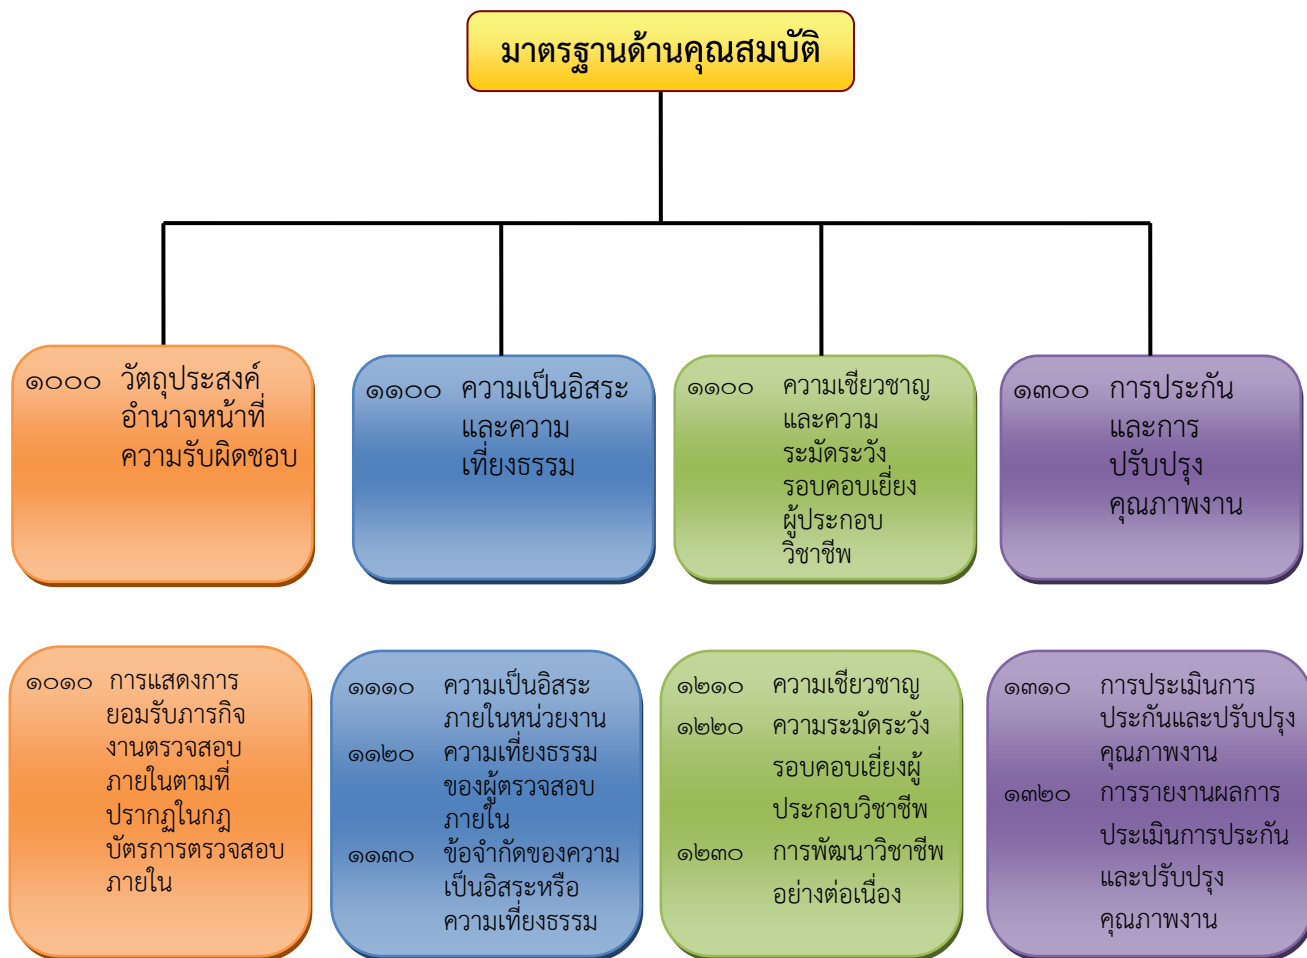 มาตรฐานด้านคุณสมบัติ
๑๐๐๐ วัตถุประสงค์
อำนาจหน้าที่
ความรับผิดชอบ
๑๑๐๐ ความเป็นอิสระ
และความ
เที่ยงธรรม
๑๑๐๐ ความเชียวชาญ
และความ
ระมัดระวัง
รอบคอบเยี่ยง
ผู้ประกอบ
วิชาชีพ
๑๓๐๐ การประกัน
และการ
ปรับปรุง
คุณภาพงาน
๑๐๑๐ การแสดงการ
ยอมรับภารกิจ
งานตรวจสอบ
ภายในตามที่
ปรากฏในกฎ
บัตรการตรวจสอบ
ภายใน
๑๑๑๐ ความเป็นอิสระ
ภายในหน่วยงาน
๑๑๒๐ ความเที่ยงธรรม
ของผู้ตรวจสอบ
ภายใน
๑๑๓๐ ข้อจำกัดของความ
เป็นอิสระหรือ
ความเที่ยงธรรม
๑๒๑๐ ความเชียวชาญ
๑๒๒๐ ความระมัดระวัง
รอบคอบเยี่ยงผู้
ประกอบวิชาชีพ
๑๒๓๐ การพัฒนาวิชาชีพ
อย่างต่อเนื่อง
๑๓๑๐ การประเมินการ
ประกันและปรับปรุง
คุณภาพงาน
๑๓๒๐ การรายงานผลการ
ประเมินการประกัน
และปรับปรุง
คุณภาพงาน